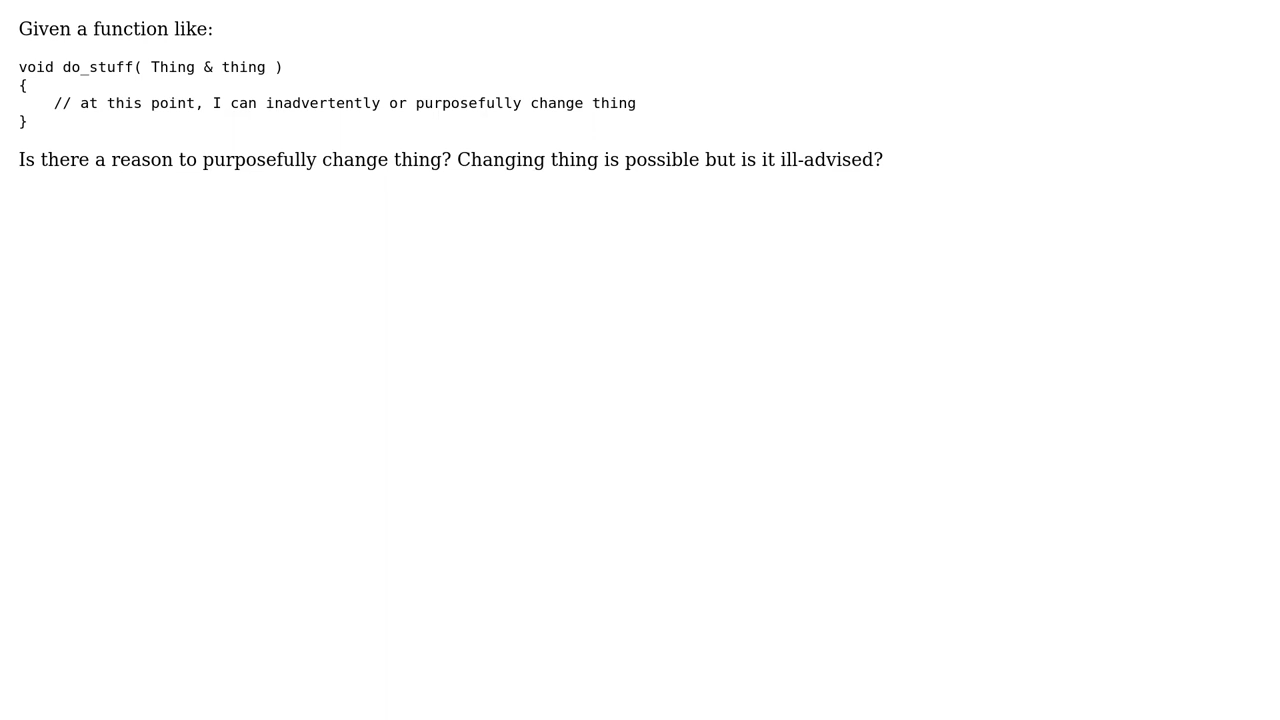 Given a function like:
void do_stuff( Thing & thing )
{
    // at this point, I can inadvertently or purposefully change thing
}
Is there a reason to purposefully change thing? Changing thing is possible but is it ill-advised?